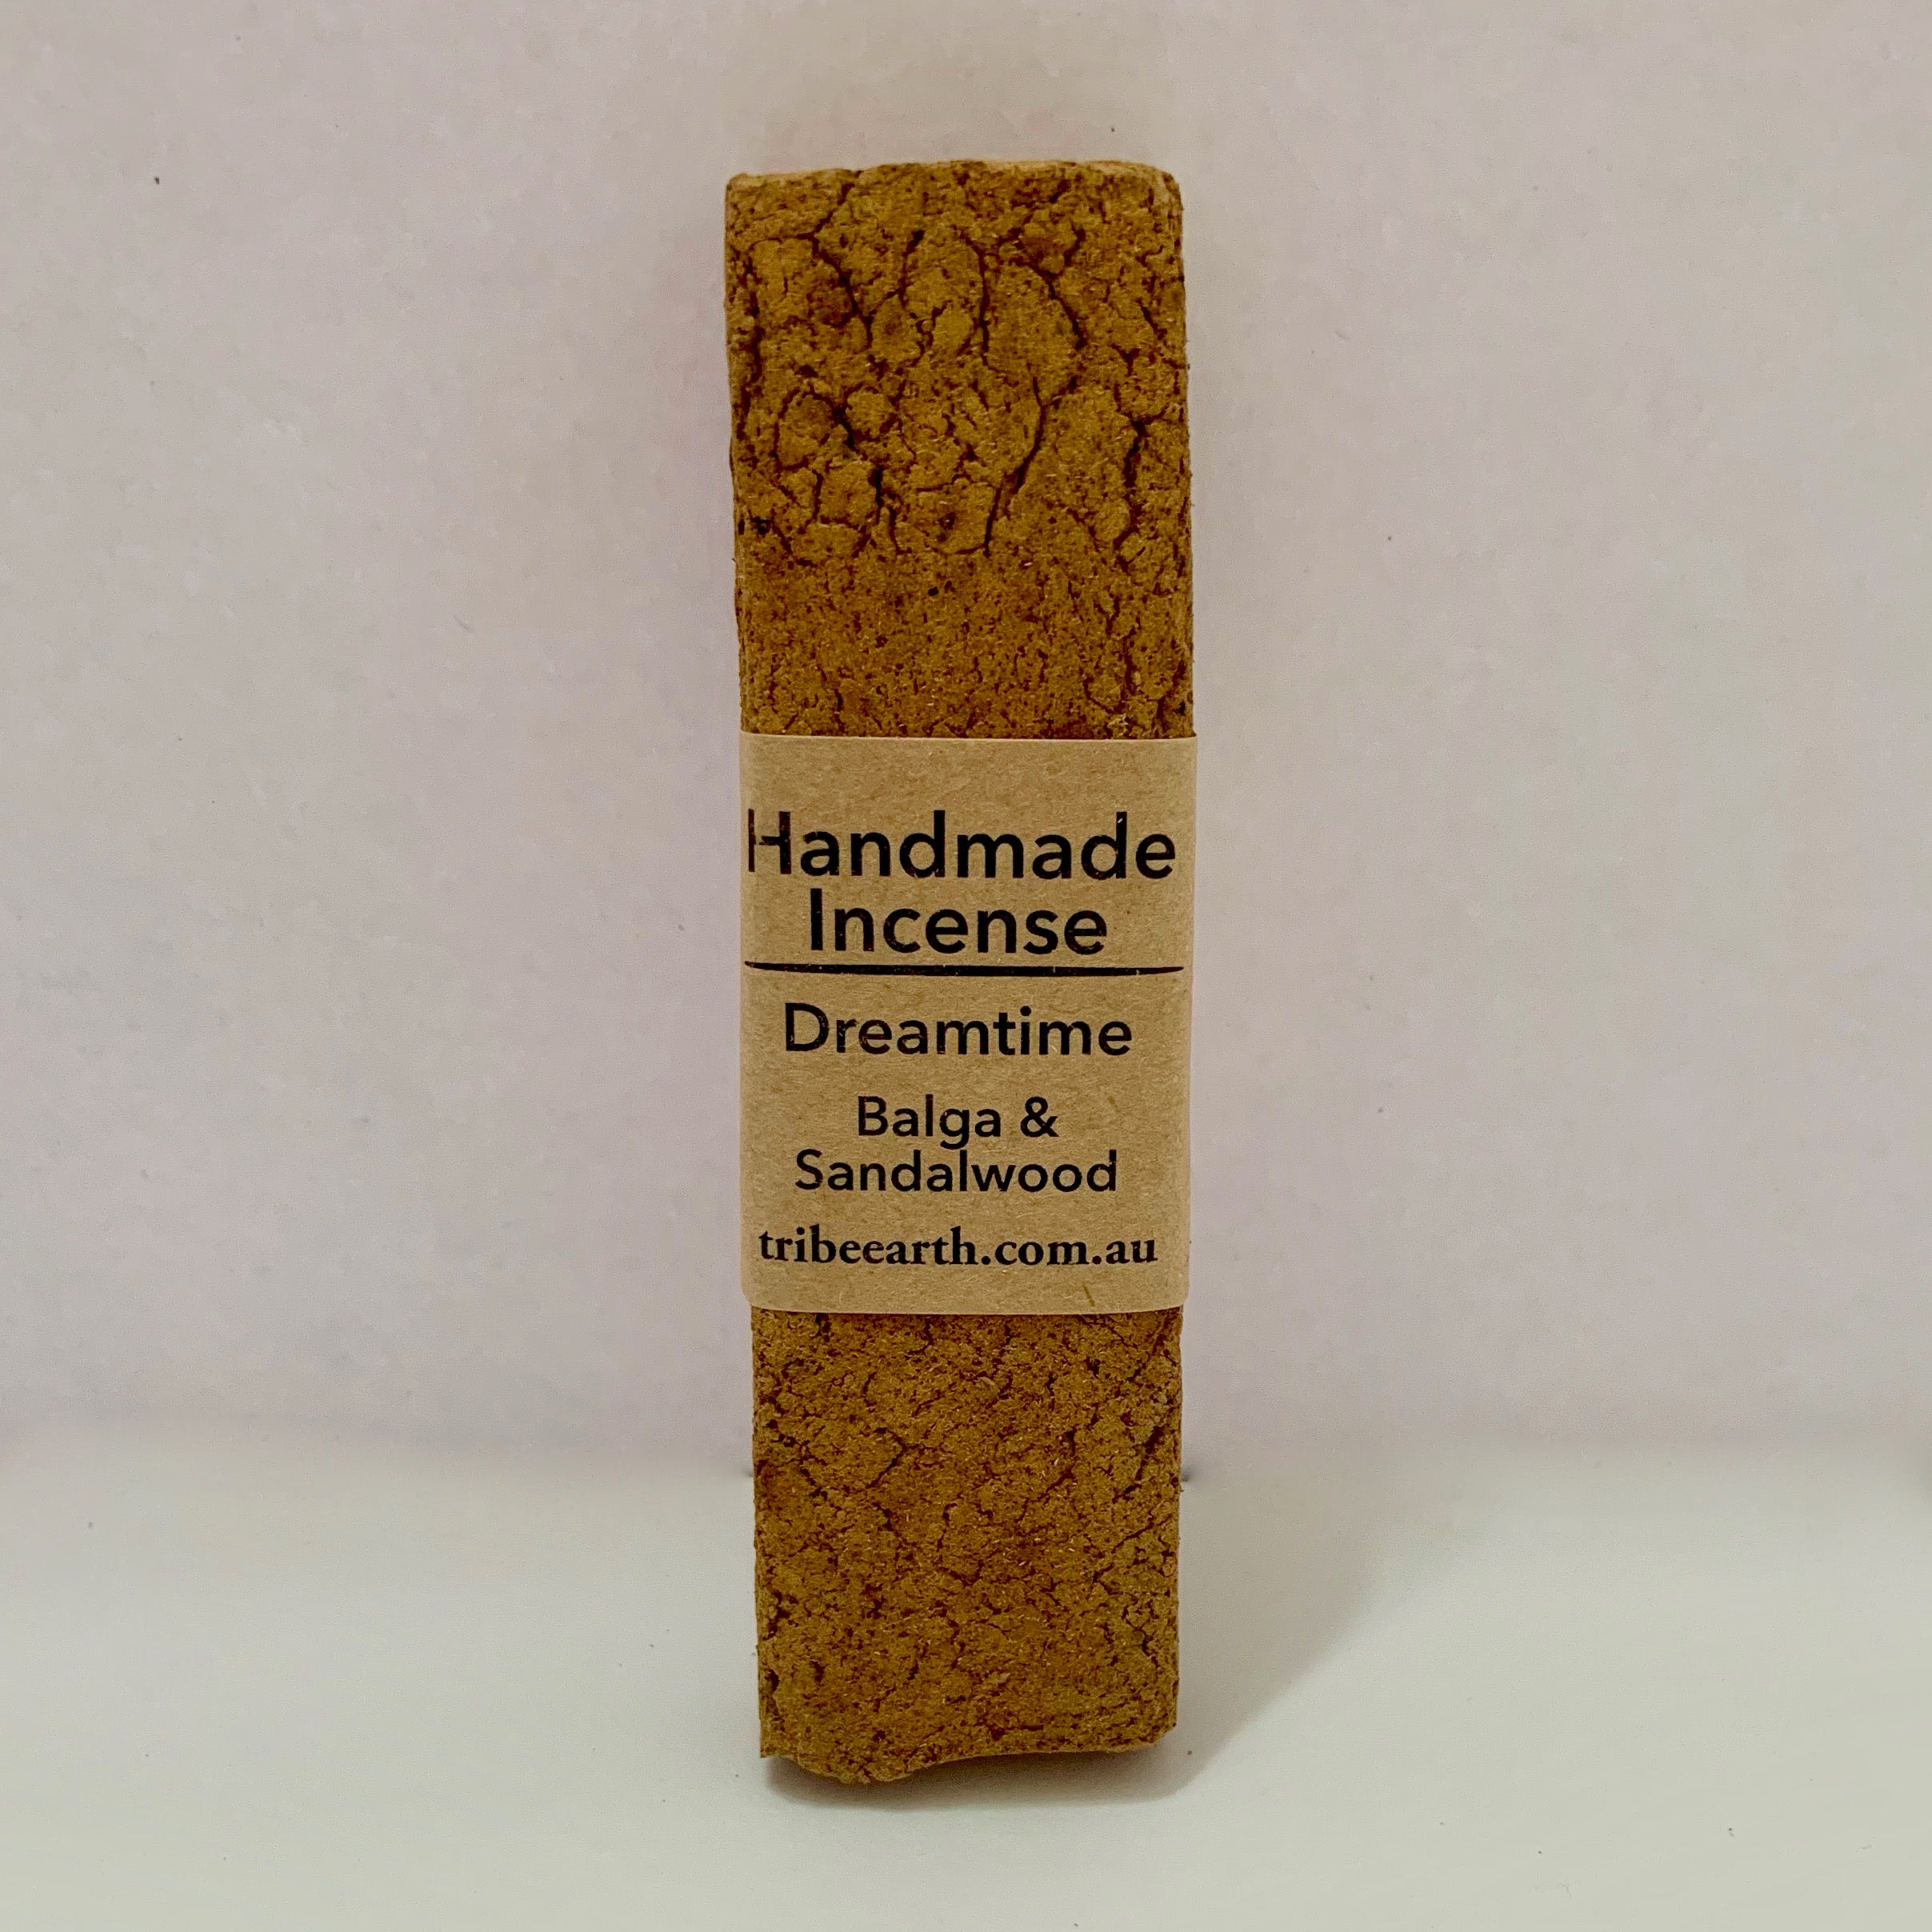 Handmade
Incense
Dreamtime
Balga &
Sandalwood
tribeearth.com.au